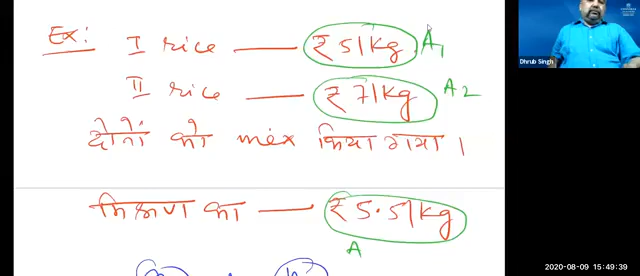 Ex: I rice — ₹5/kg A1
II rice — ₹7/kg A2
दोनों को mix किया गया।
मिश्रण का — ₹5.5/kg
A
Dhrub Singh
2020-08-09 15:49:39